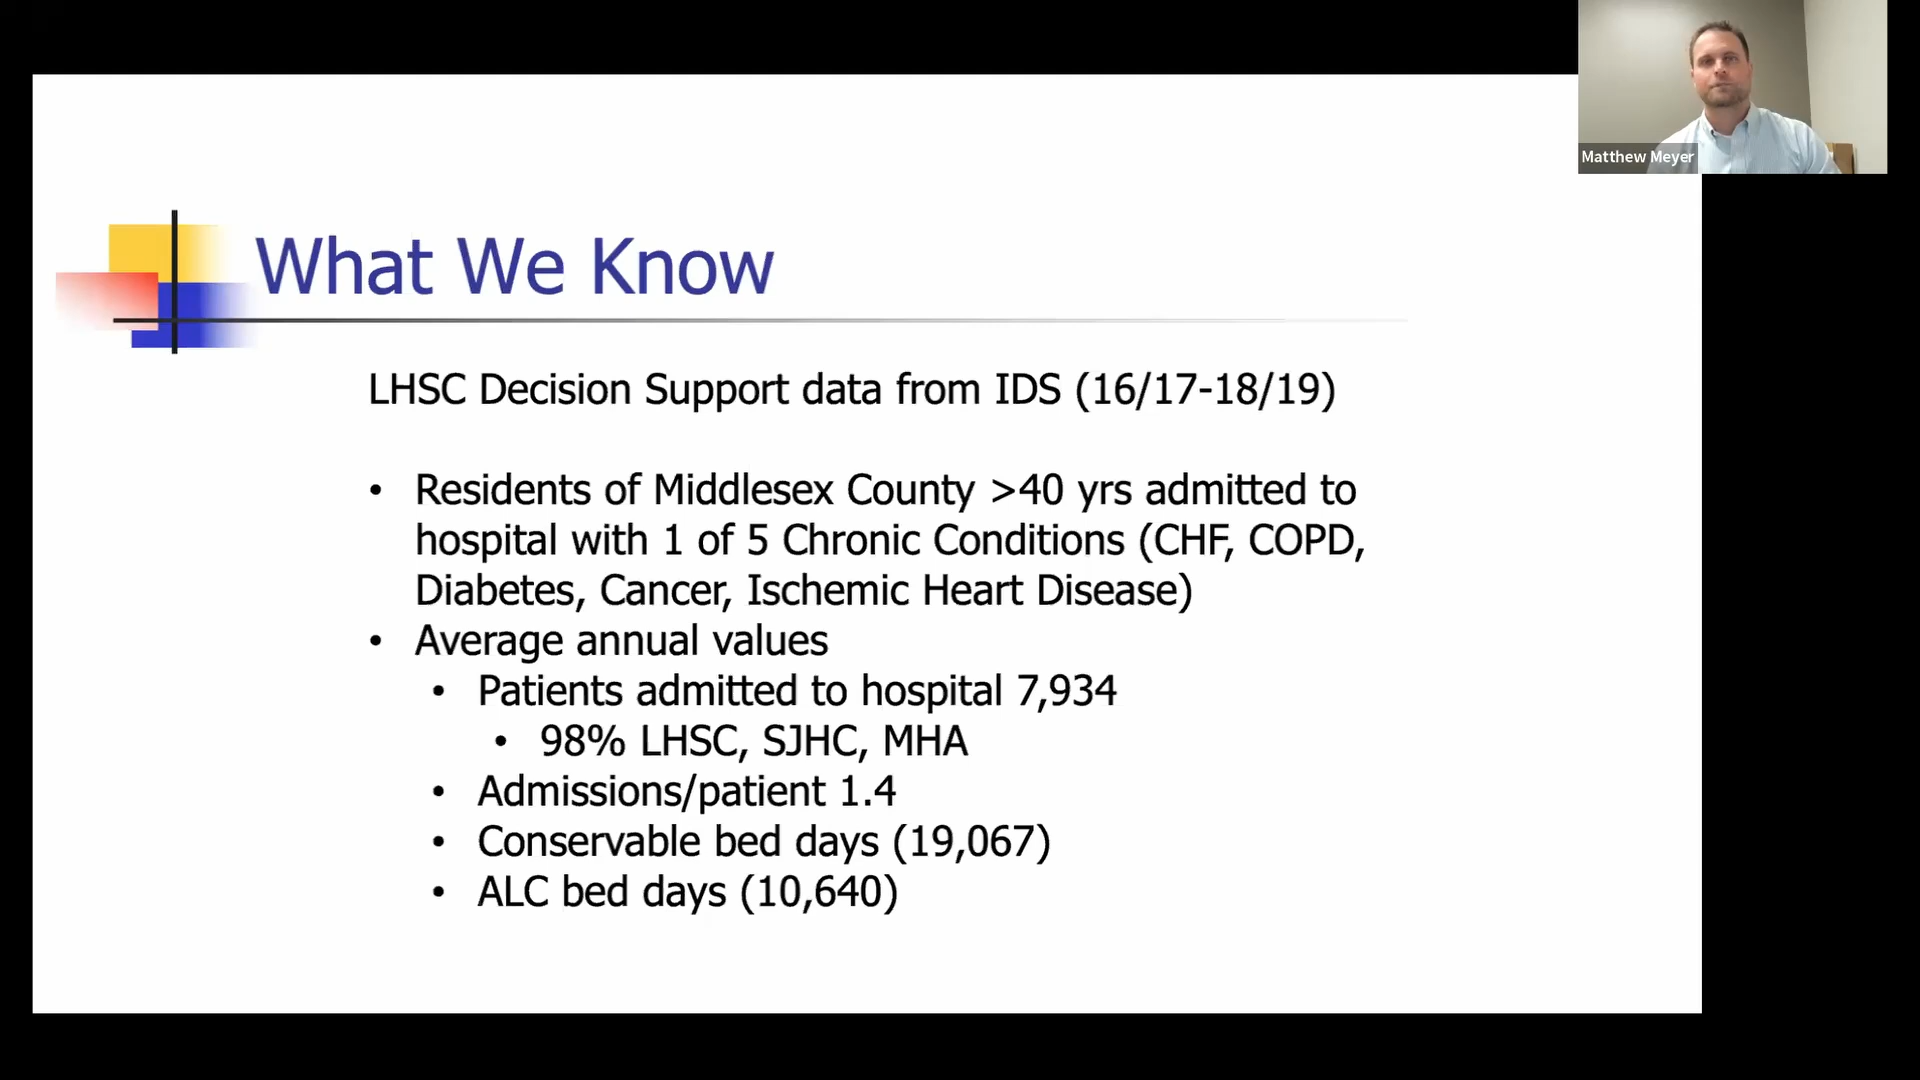 Matthew Meyer
What We Know
LHSC Decision Support data from IDS (16/17-18/19)
• Residents of Middlesex County >40 yrs admitted to
hospital with 1 of 5 Chronic Conditions (CHF, COPD,
Diabetes, Cancer, Ischemic Heart Disease)
• Average annual values
• Patients admitted to hospital 7,934
• 98% LHSC, SJHC, MHA
• Admissions/patient 1.4
• Conservable bed days (19,067)
• ALC bed days (10,640)